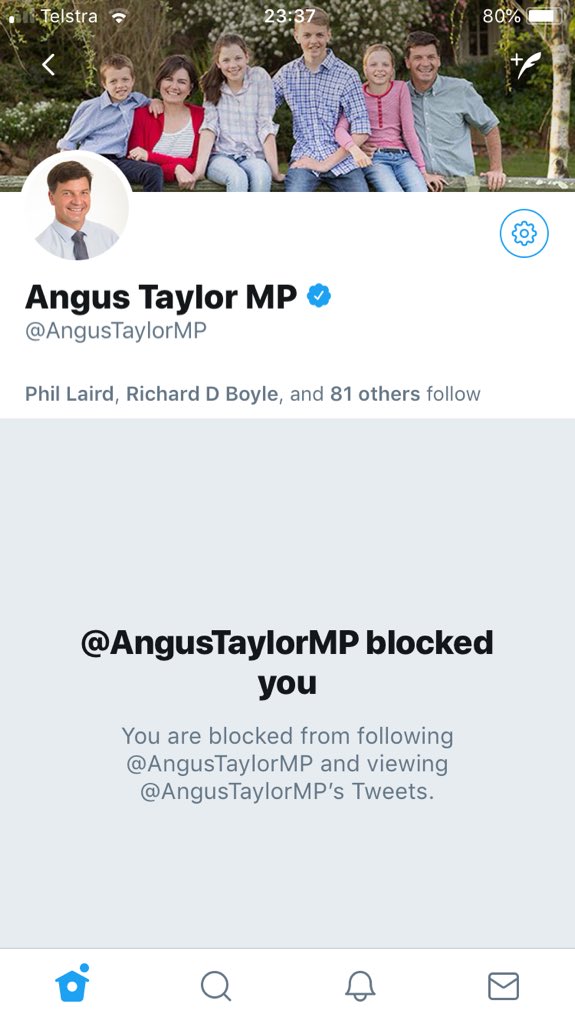 Telstra 23:37 80%
Angus Taylor MP
@AngusTaylorMP
Phil Laird, Richard D Boyle, and 81 others follow
@AngusTaylorMP blocked
you
You are blocked from following
@AngusTaylorMP and viewing
@AngusTaylorMP’s Tweets.